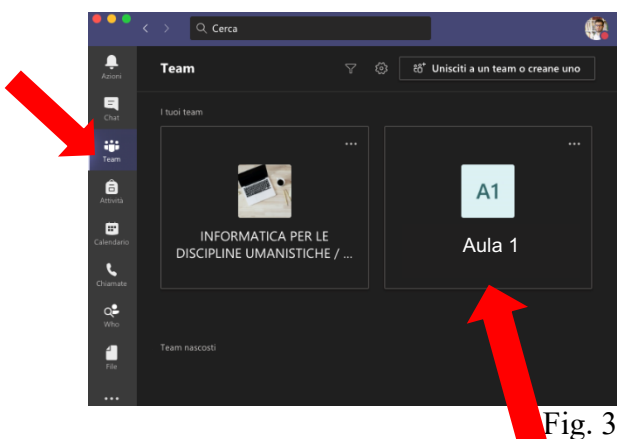 Cerca
Azioni
Chat
Team
Attività
Calendario
Chiamate
Who
File
Team
Unisciti a un team o creane uno
I tuoi team
INFORMATICA PER LE
DISCIPLINE UMANISTICHE / ...
A1
Aula 1
Team nascosti
Fig. 3